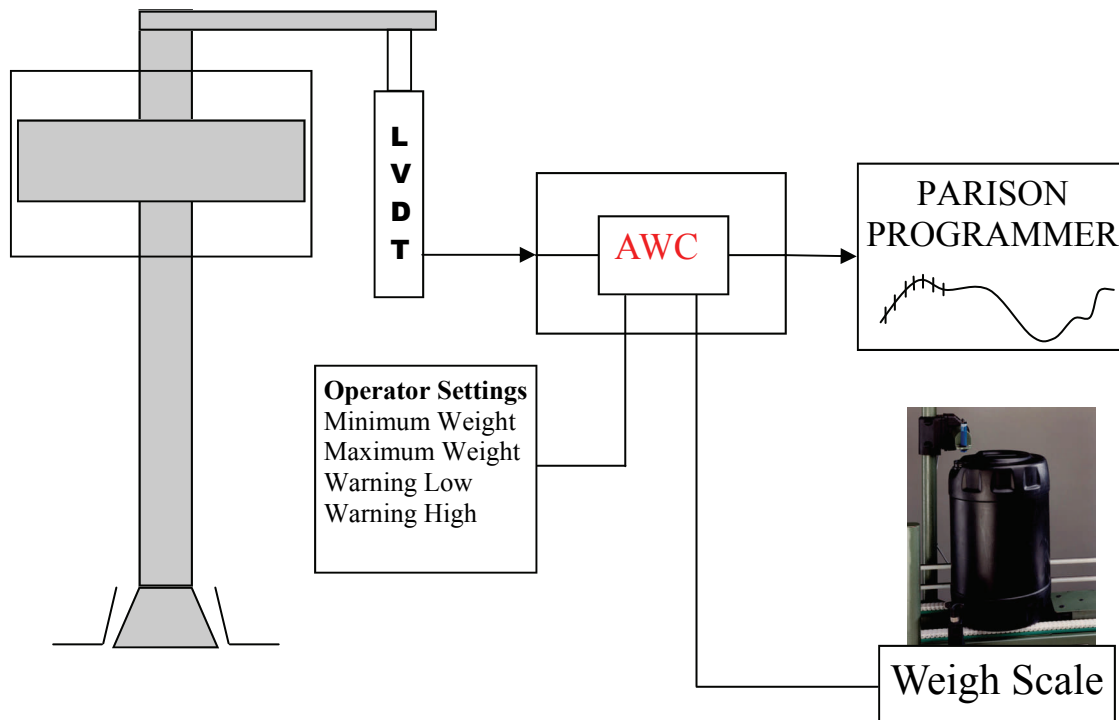 L
V
D
T
AWC
PARISON
PROGRAMMER
Operator Settings
Minimum Weight
Maximum Weight
Warning Low
Warning High
Weigh Scale